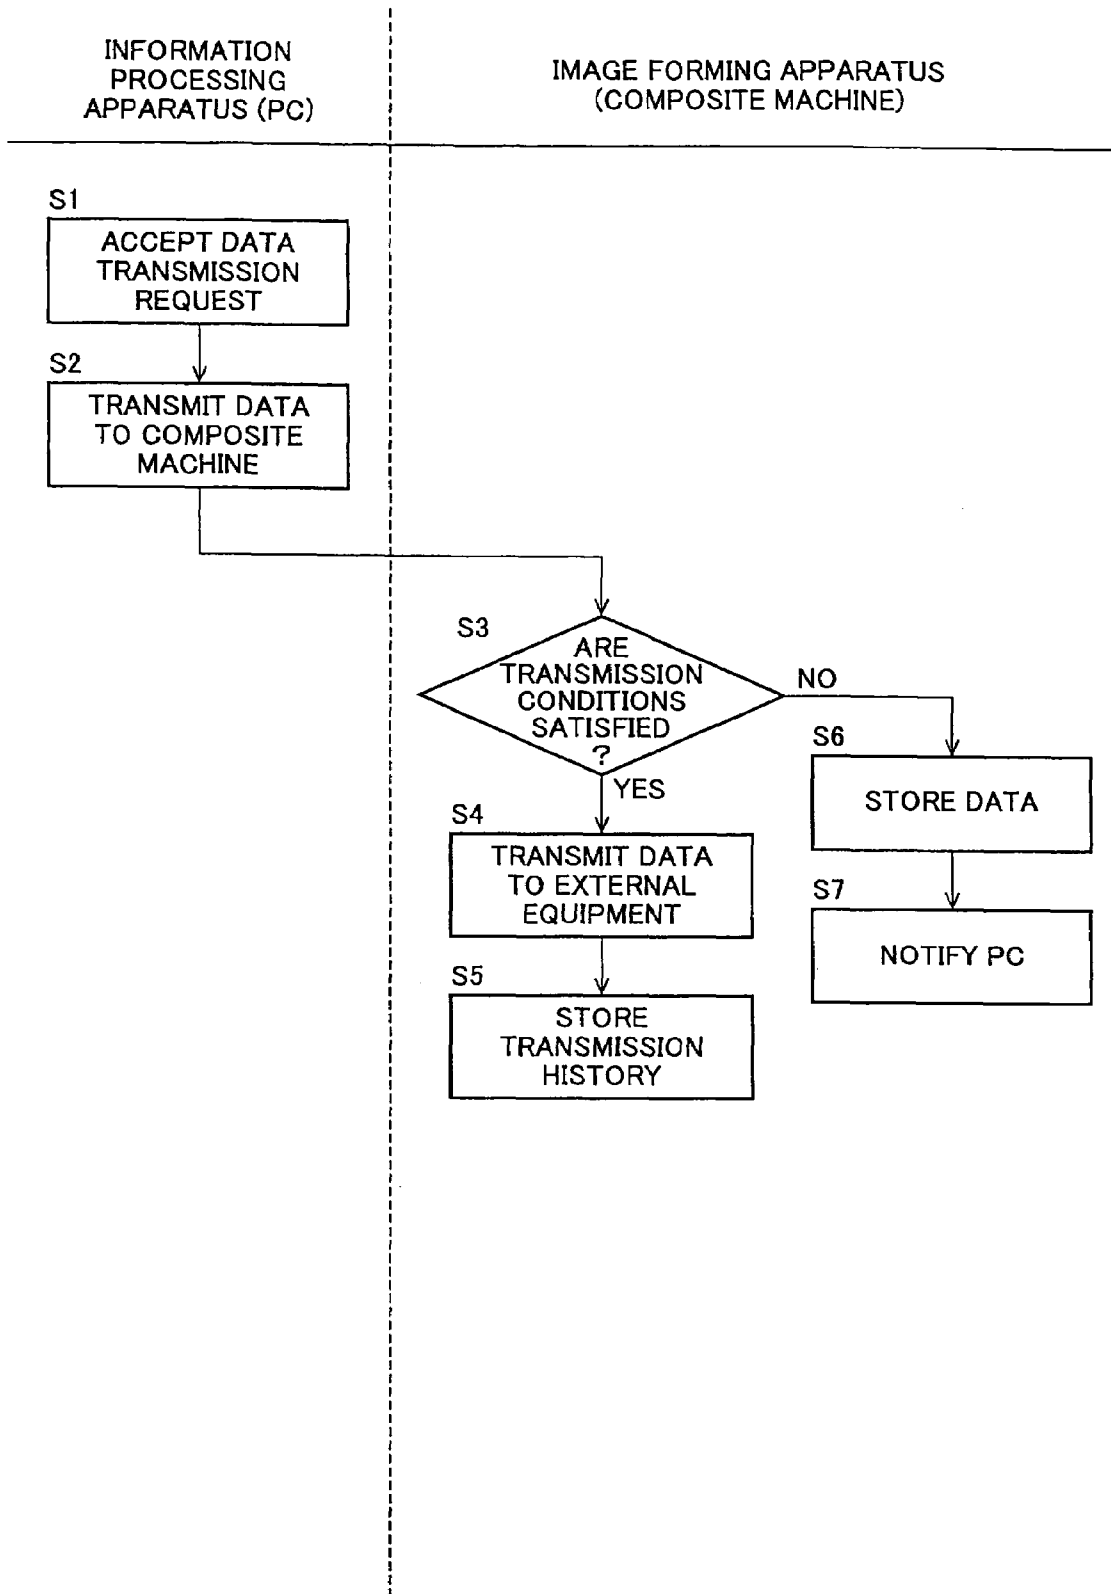 INFORMATION
PROCESSING
APPARATUS (PC)
IMAGE FORMING APPARATUS
(COMPOSITE MACHINE)
S1
ACCEPT DATA
TRANSMISSION
REQUEST
S2
TRANSMIT DATA
TO COMPOSITE
MACHINE
S3
ARE
TRANSMISSION
CONDITIONS
SATISFIED
?
NO
YES
S4
TRANSMIT DATA
TO EXTERNAL
EQUIPMENT
S5
STORE
TRANSMISSION
HISTORY
S6
STORE DATA
S7
NOTIFY PC